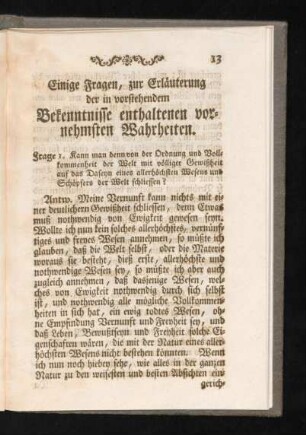 13
Einige Fragen, zur Erläuterung
der in vorstehendem
Bekenntnisse enthaltenen vor-
nehmsten Wahrheiten.
Frage 1. Kann man denn von der Ordnung und Voll-
kommenheit der Welt mit völliger Gewißheit
auf das Daseyn eines allerhöchsten Wesens und
Schöpfers der Welt schliessen?
Antw. Meine Vernunft kann nichts mit ei-
ner deutlichern Gewißheit schliessen, denn Etwas
muß nothwendig von Ewigkeit gewesen seyn.
Wollte ich nun kein solches allerhöchstes, vernünf-
tiges und freyes Wesen annehmen, so müßte ich
glauben, daß die Welt selbst, oder die Materie
woraus sie besteht, dieß erste, allerhöchste und
nothwendige Wesen sey, so müßte ich aber auch
zugleich annehmen, daß dasjenige Wesen, wel-
ches von Ewigkeit nothwendig durch sich selbst
ist, und nothwendig alle mögliche Vollkommen-
heiten in sich hat, ein ewig todtes Wesen, oh-
ne Empfindung Vernunft und Freyheit sey, und
daß Leben, Bewußtseyn und Freyheit solche Ei-
genschaften wären, die mit der Natur eines aller-
höchsten Wesens nicht bestehen könnten. Wenn
ich nun noch hieben sehe, wie alles in der ganzen
Natur zu den weisesten und besten Absichten ein-
gerich-